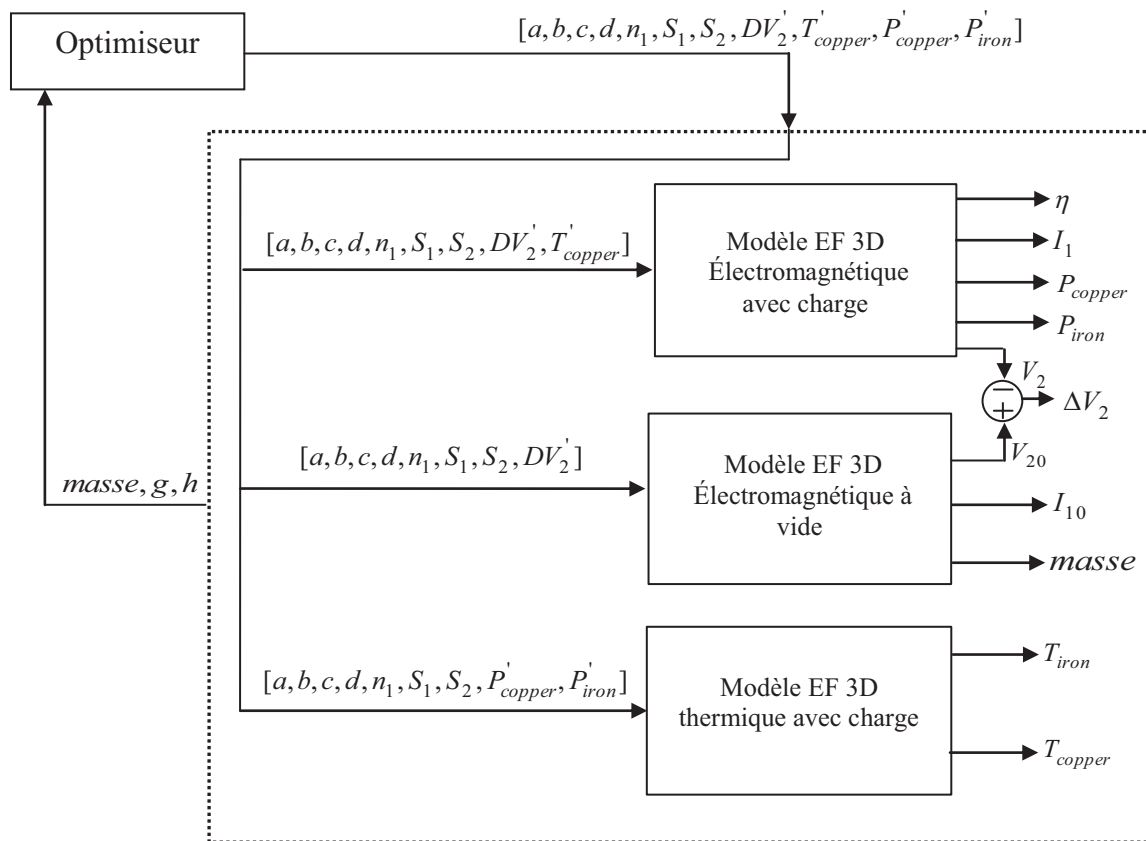 Optimiseur
[a, b, c, d, n₁, S₁, S₂, DV₂', T'copper, P'copper, P'iron]
[a, b, c, d, n₁, S₁, S₂, DV₂', T'copper]
Modèle EF 3D
Électromagnétique
avec charge
η
I₁
Pcopper
Piron
V₂
−
+
ΔV₂
V₂₀
[a, b, c, d, n₁, S₁, S₂, DV₂']
Modèle EF 3D
Électromagnétique à
vide
I₁₀
masse
masse, g, h
[a, b, c, d, n₁, S₁, S₂, P'copper, P'iron]
Modèle EF 3D
thermique avec charge
Tiron
Tcopper